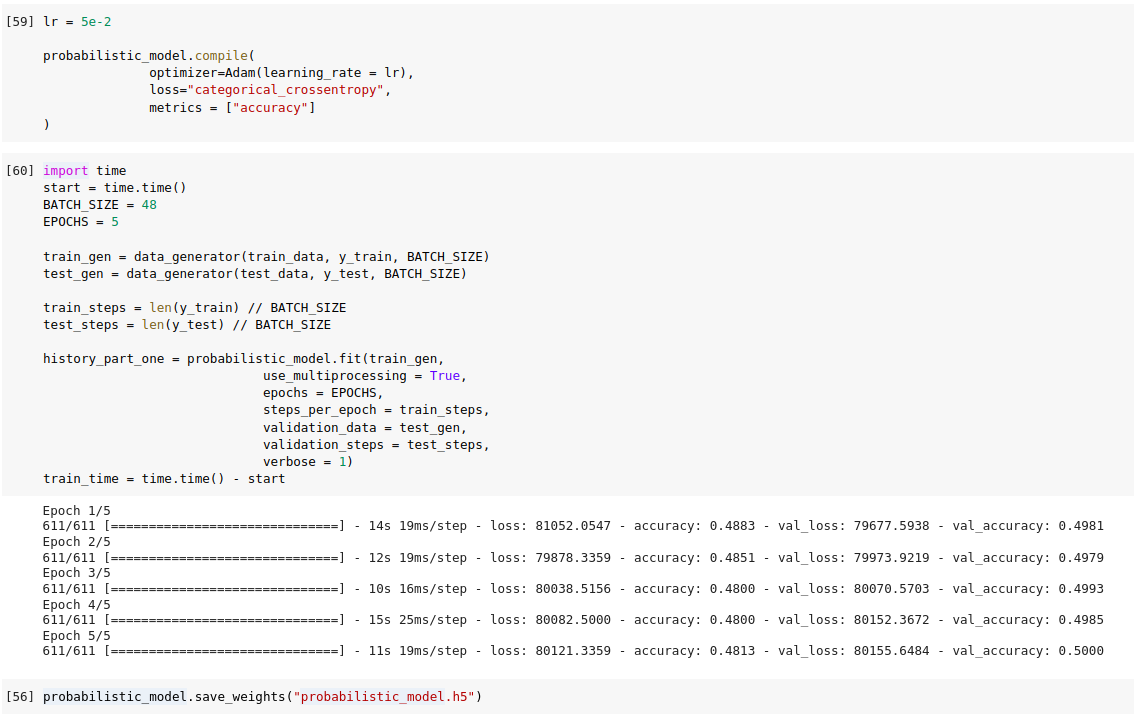 [59] lr = 5e-2
probabilistic_model.compile(
optimizer=Adam(learning_rate = lr),
loss="categorical_crossentropy",
metrics = ["accuracy"]
)
[60] import time
start = time.time()
BATCH_SIZE = 48
EPOCHS = 5
train_gen = data_generator(train_data, y_train, BATCH_SIZE)
test_gen = data_generator(test_data, y_test, BATCH_SIZE)
train_steps = len(y_train) // BATCH_SIZE
test_steps = len(y_test) // BATCH_SIZE
history_part_one = probabilistic_model.fit(train_gen,
use_multiprocessing = True,
epochs = EPOCHS,
steps_per_epoch = train_steps,
validation_data = test_gen,
validation_steps = test_steps,
verbose = 1)
train_time = time.time() - start
Epoch 1/5
611/611 [==============================] - 14s 19ms/step - loss: 81052.0547 - accuracy: 0.4883 - val_loss: 79677.5938 - val_accuracy: 0.4981
Epoch 2/5
611/611 [==============================] - 12s 19ms/step - loss: 79878.3359 - accuracy: 0.4851 - val_loss: 79973.9219 - val_accuracy: 0.4979
Epoch 3/5
611/611 [==============================] - 10s 16ms/step - loss: 80038.5156 - accuracy: 0.4800 - val_loss: 80070.5703 - val_accuracy: 0.4993
Epoch 4/5
611/611 [==============================] - 15s 25ms/step - loss: 80082.5000 - accuracy: 0.4800 - val_loss: 80152.3672 - val_accuracy: 0.4985
Epoch 5/5
611/611 [==============================] - 11s 19ms/step - loss: 80121.3359 - accuracy: 0.4813 - val_loss: 80155.6484 - val_accuracy: 0.5000
[56] probabilistic_model.save_weights("probabilistic_model.h5")